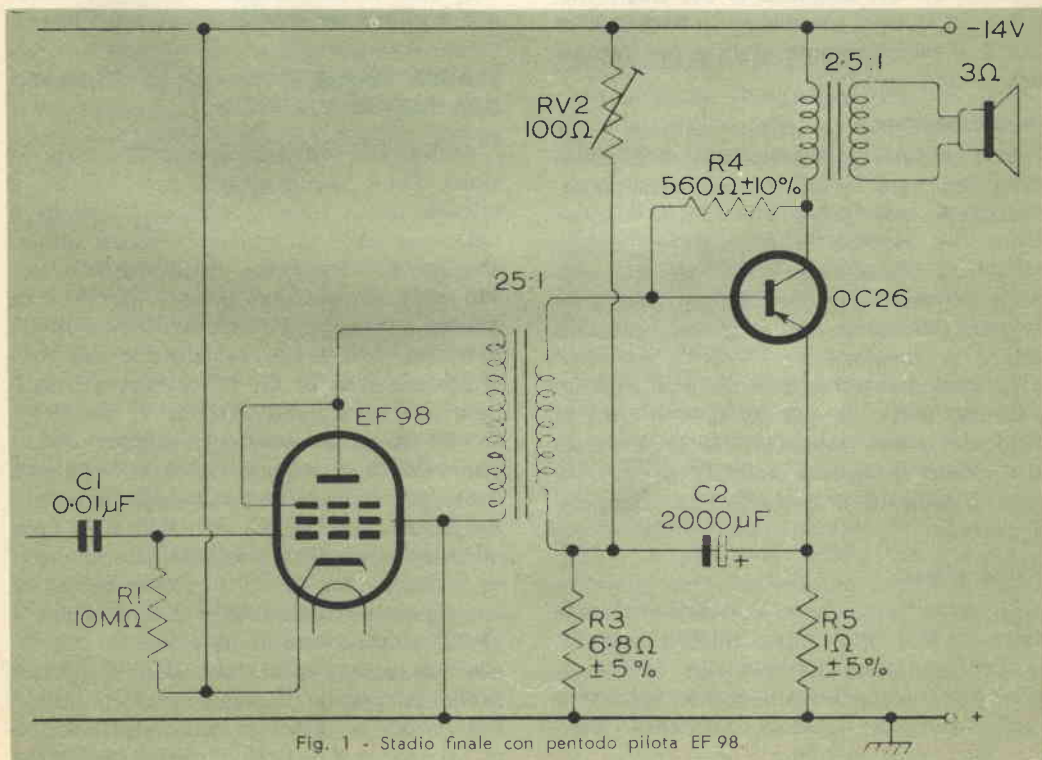 -14V
2·5:1
3Ω
RV2
100Ω
R4
560Ω±10%
OC26
25:1
EF98
C1
0·01µF
C2
2000µF
+
R1
10MΩ
R3
6·8Ω
±5%
R5
1Ω
±5%
+
Fig. 1 - Stadio finale con pentodo pilota EF 98.